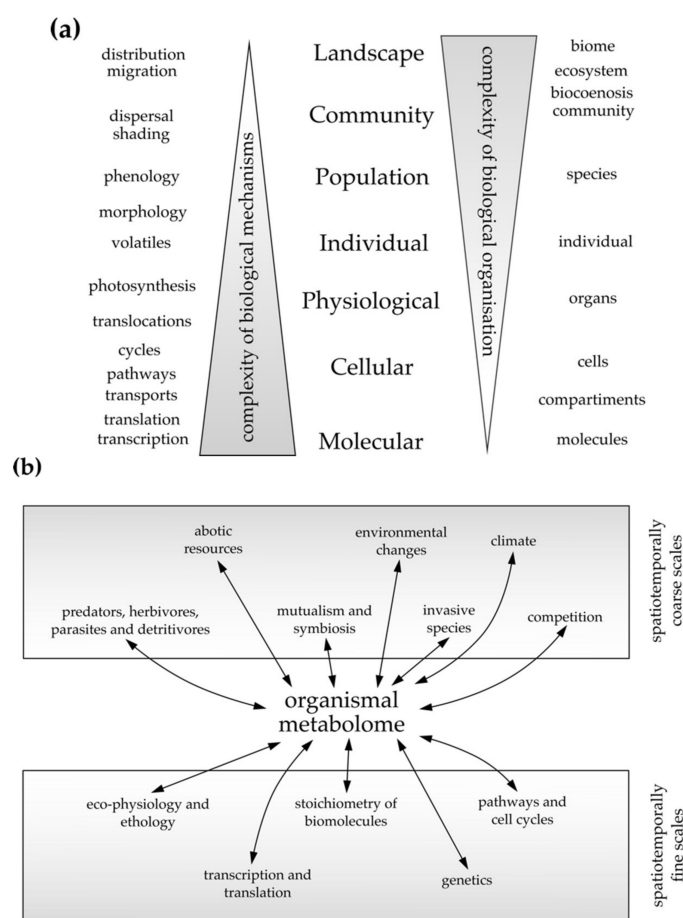 (a)
distribution
migration
dispersal
shading
phenology
morphology
volatiles
photosynthesis
translocations
cycles
pathways
transports
translation
transcription
complexity of biological mechanisms
Landscape
Community
Population
Individual
Physiological
Cellular
Molecular
complexity of biological organisation
biome
ecosystem
biocoenosis
community
species
individual
organs
cells
compartiments
molecules
(b)
abotic
resources
environmental
changes
climate
predators, herbivores,
parasites and detritivores
mutualism and
symbiosis
invasive
species
competition
spatiotemporally
coarse scales
organismal
metabolome
eco-physiology and
ethology
stoichiometry of
biomolecules
pathways and
cell cycles
transcription and
translation
genetics
spatiotemporally
fine scales